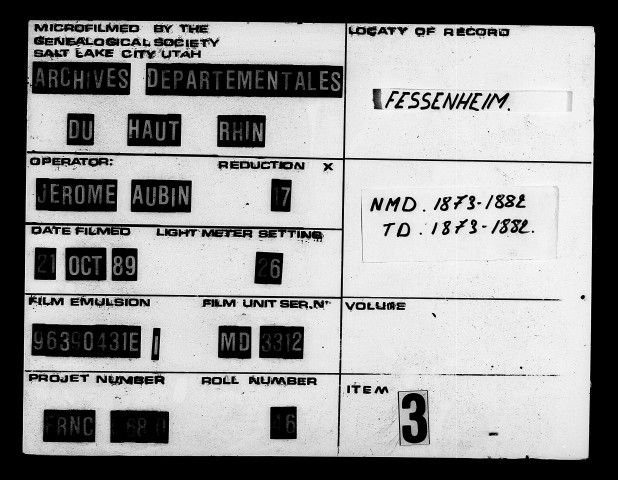 MICROFILMED BY THE
GENEALOGICAL SOCIETY
SALT LAKE CITY UTAH
ARCHIVES DEPARTEMENTALES
DU HAUT RHIN
OPERATOR: REDUCTION X
JEROME AUBIN 17
DATE FILMED LIGHT METER SETTING
21 OCT 89 26
FILM EMULSION FILM UNIT SER.N°
MD 3312
PROJET NUMBER ROLL NUMBER
FRNC
LOCATY OF RECORD
FESSENHEIM.
NMD. 1873-1882
TD. 1873-1882.
VOLUME
ITEM 3